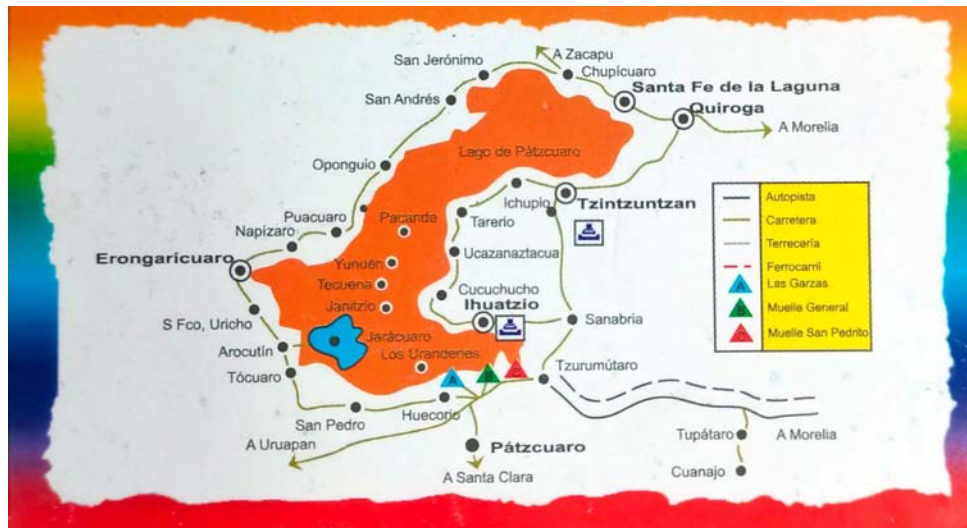 A Zacapu
San Jerónimo
Chupícuaro
Santa Fe de la Laguna
San Andrés
Quiroga
A Morelia
Lago de Pátzcuaro
Oponguio
Ichupio
Tzintzuntzan
Puacuaro
Pacanda
Tarerio
Napízaro
Ucazanaztacua
Erongarícuaro
Yunuén
Tecuena
Cucuchucho
Janitzio
Ihuatzio
S Fco, Uricho
Sanabria
Jarácuaro
Arocutín
Los Urandenes
Tzurumútaro
Tócuaro
A
B
C
San Pedro
Huecorio
A Uruapan
Pátzcuaro
A Santa Clara
Tupátaro
A Morelia
Cuanajo
Autopista
Carretera
Terrecería
Ferocarril
A Las Garzas
B Muelle General
C Muelle San Pedrito